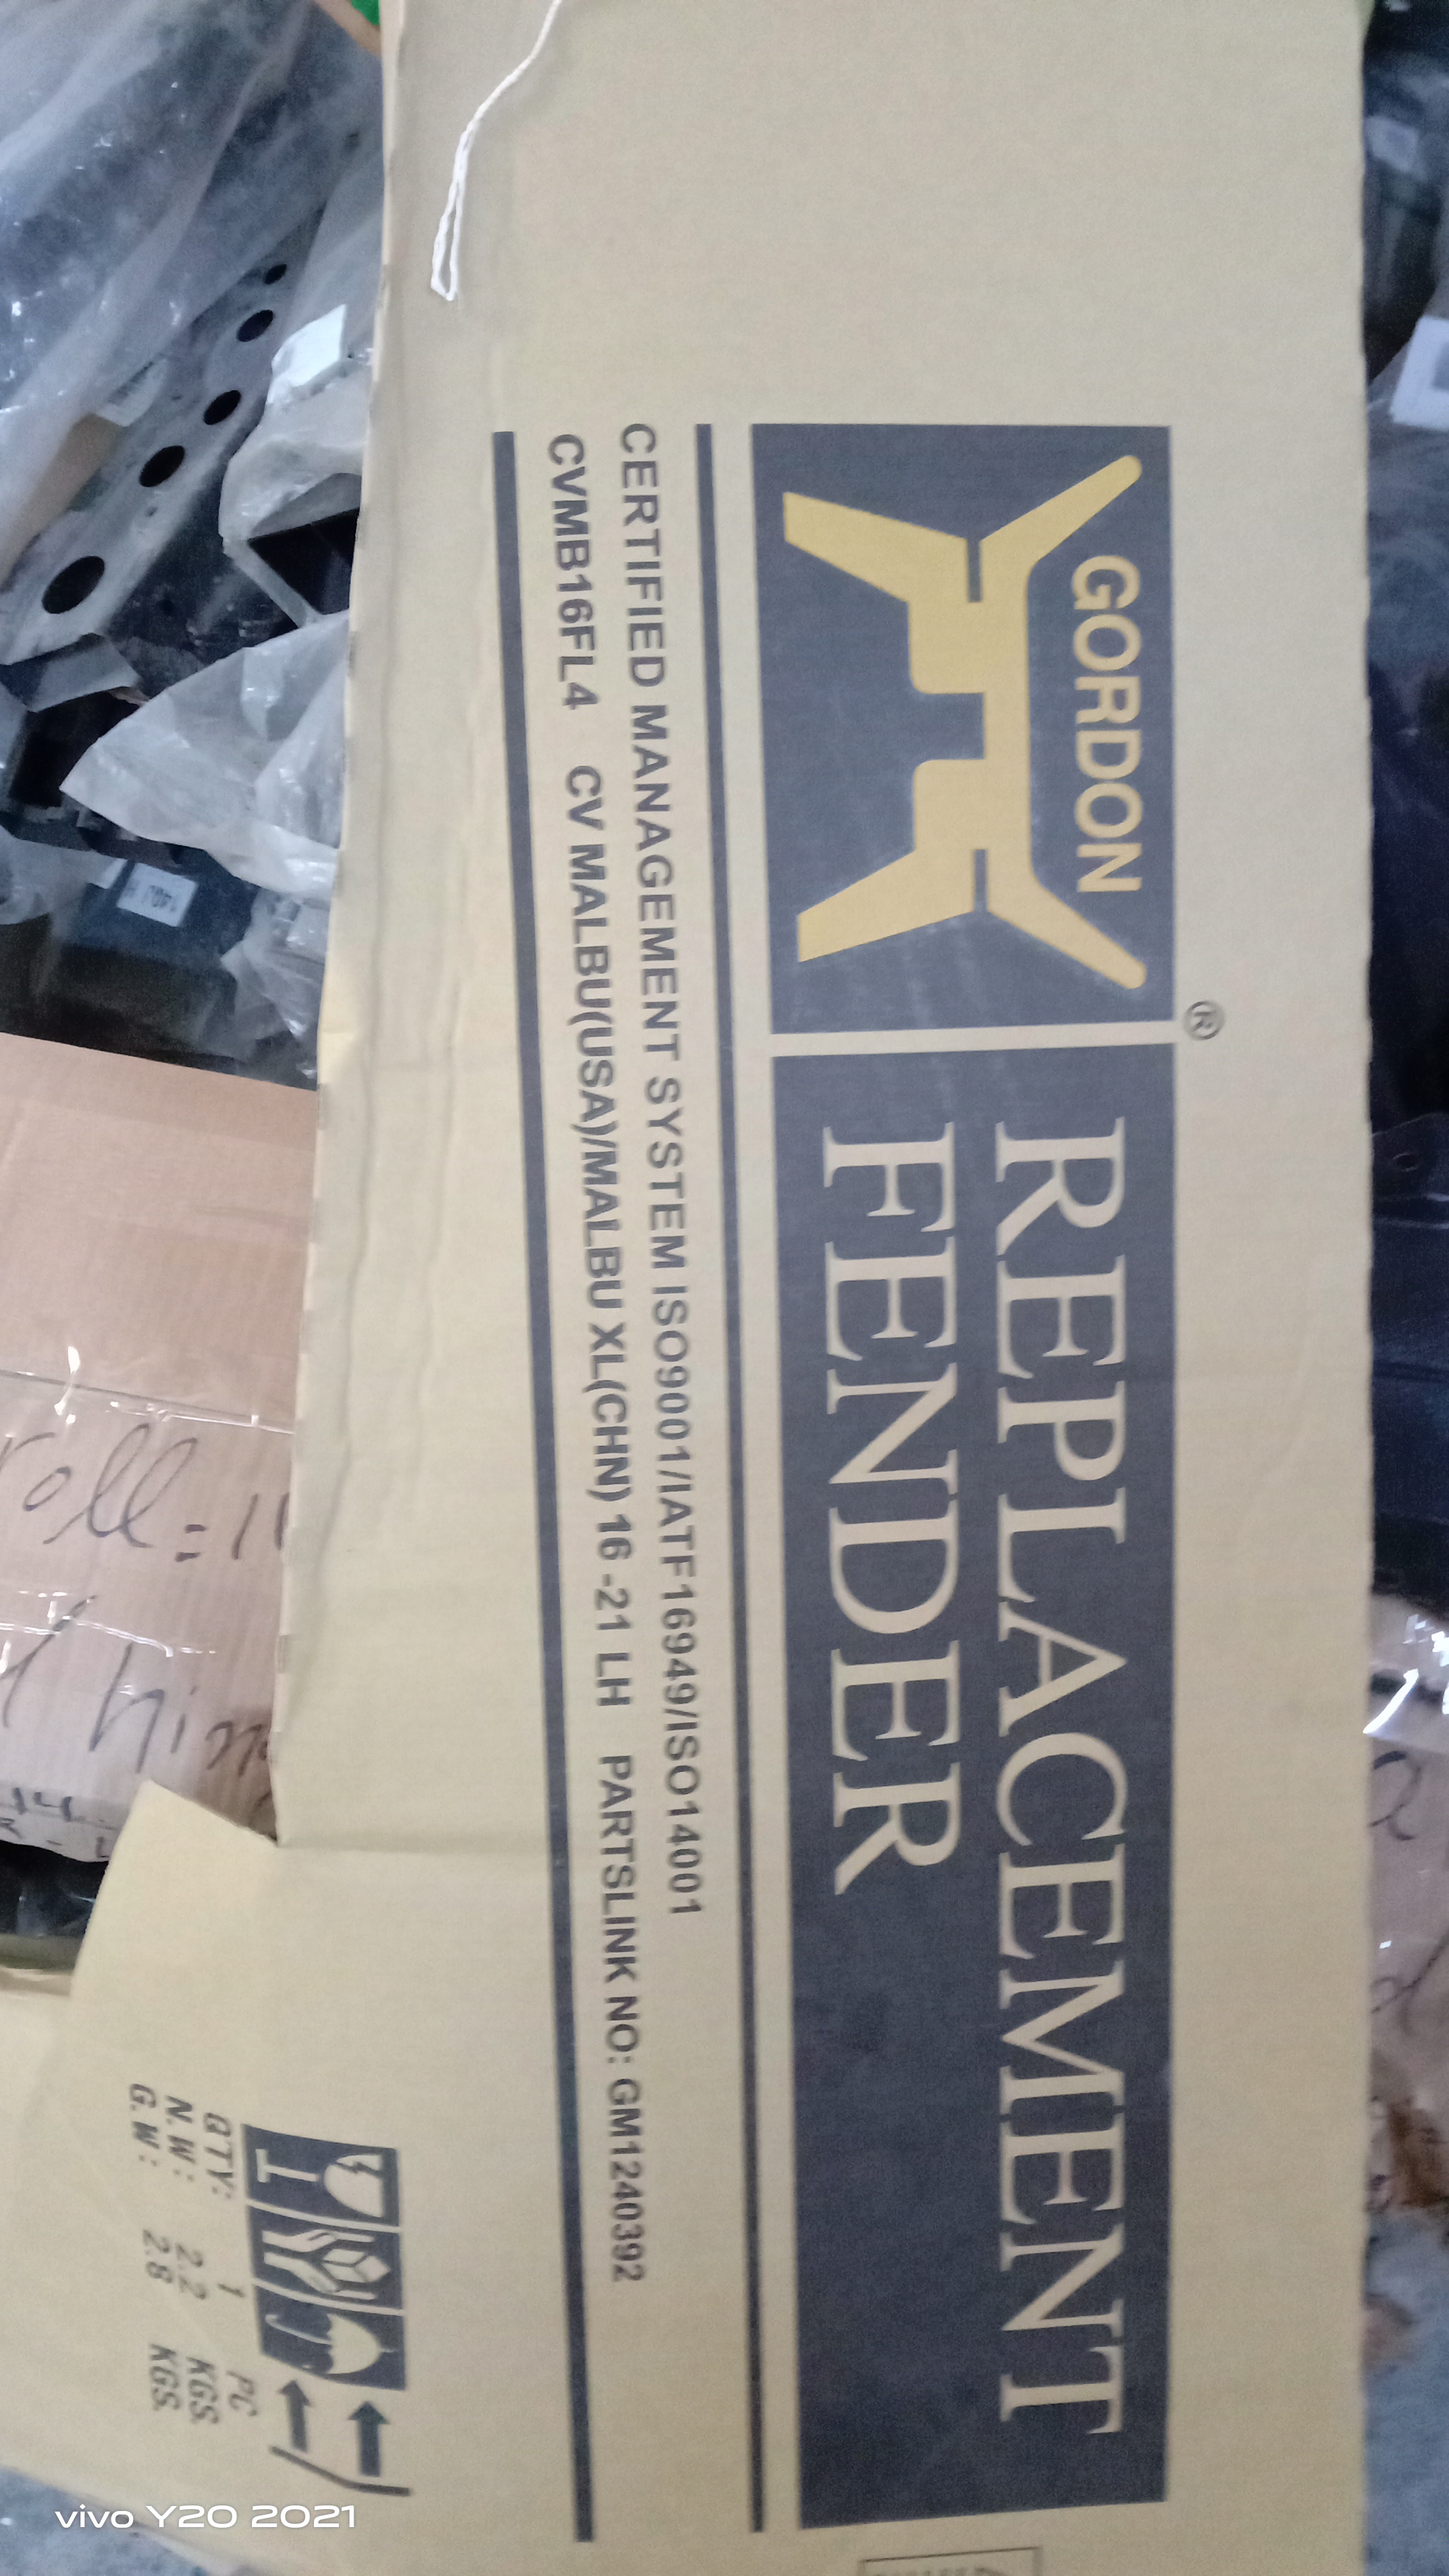 GORDON
®
REPLACEMENT
FENDER
CERTIFIED MANAGEMENT SYSTEM ISO9001/IATF16949/ISO14001
CVMB16FL4 CV MALBU(USA)/MALBU XL(CHN) 16 -21 LH PARTSLINK NO: GM1240392
QTY: 1 PC
N.W: 2.2 KGS
G.W: 2.8 KGS
roll:
vivo Y20 2021